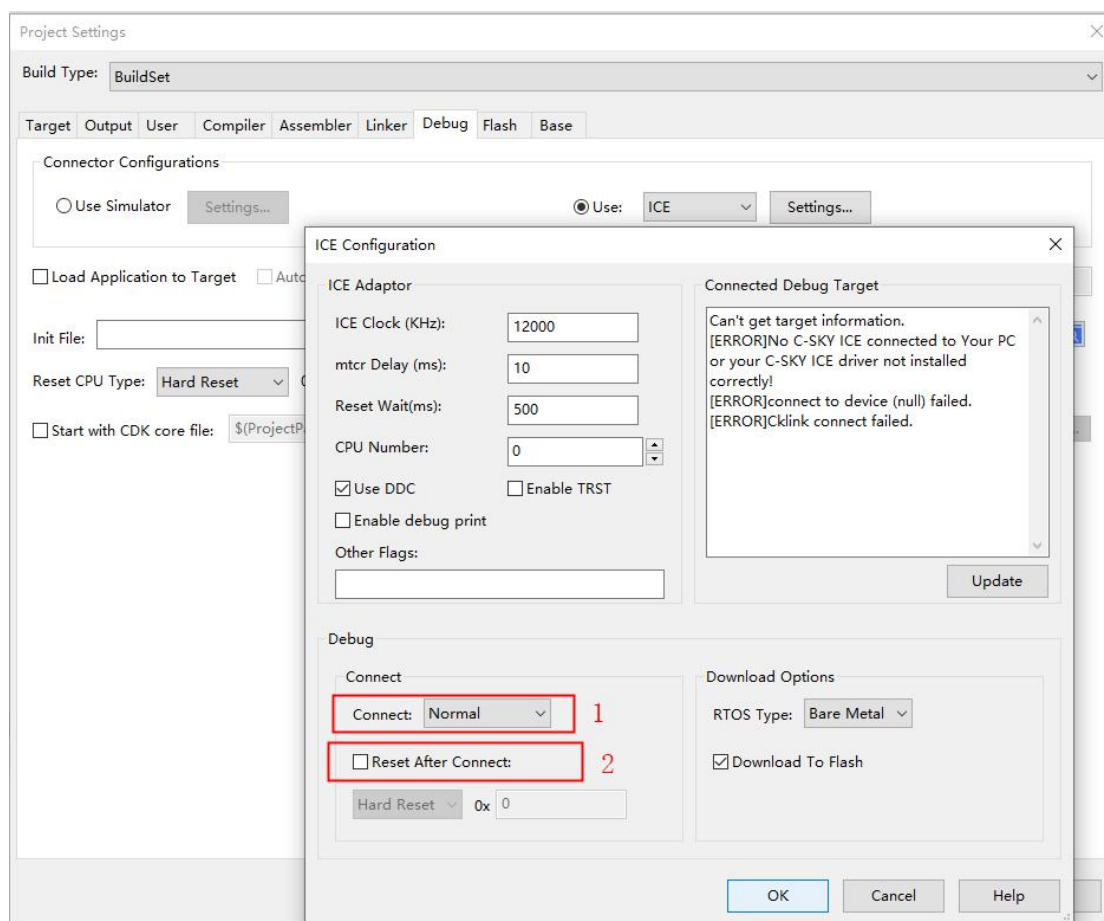 Project Settings
Build Type: BuildSet
Target Output User Compiler Assembler Linker Debug Flash Base
Connector Configurations
Use Simulator Settings... Use: ICE Settings...
Load Application to Target
Init File:
Reset CPU Type: Hard Reset
Start with CDK core file:
ICE Configuration
ICE Adaptor
ICE Clock (KHz): 12000
mtcr Delay (ms): 10
Reset Wait(ms): 500
CPU Number: 0
Use DDC Enable TRST
Enable debug print
Other Flags:
Connected Debug Target
Can't get target information.
[ERROR]No C-SKY ICE connected to Your PC
or your C-SKY ICE driver not installed
correctly!
[ERROR]connect to device (null) failed.
[ERROR]Cklink connect failed.
Update
Debug
Connect
Connect: Normal 1
Reset After Connect: 2
Hard Reset 0x 0
Download Options
RTOS Type: Bare Metal
Download To Flash
OK Cancel Help